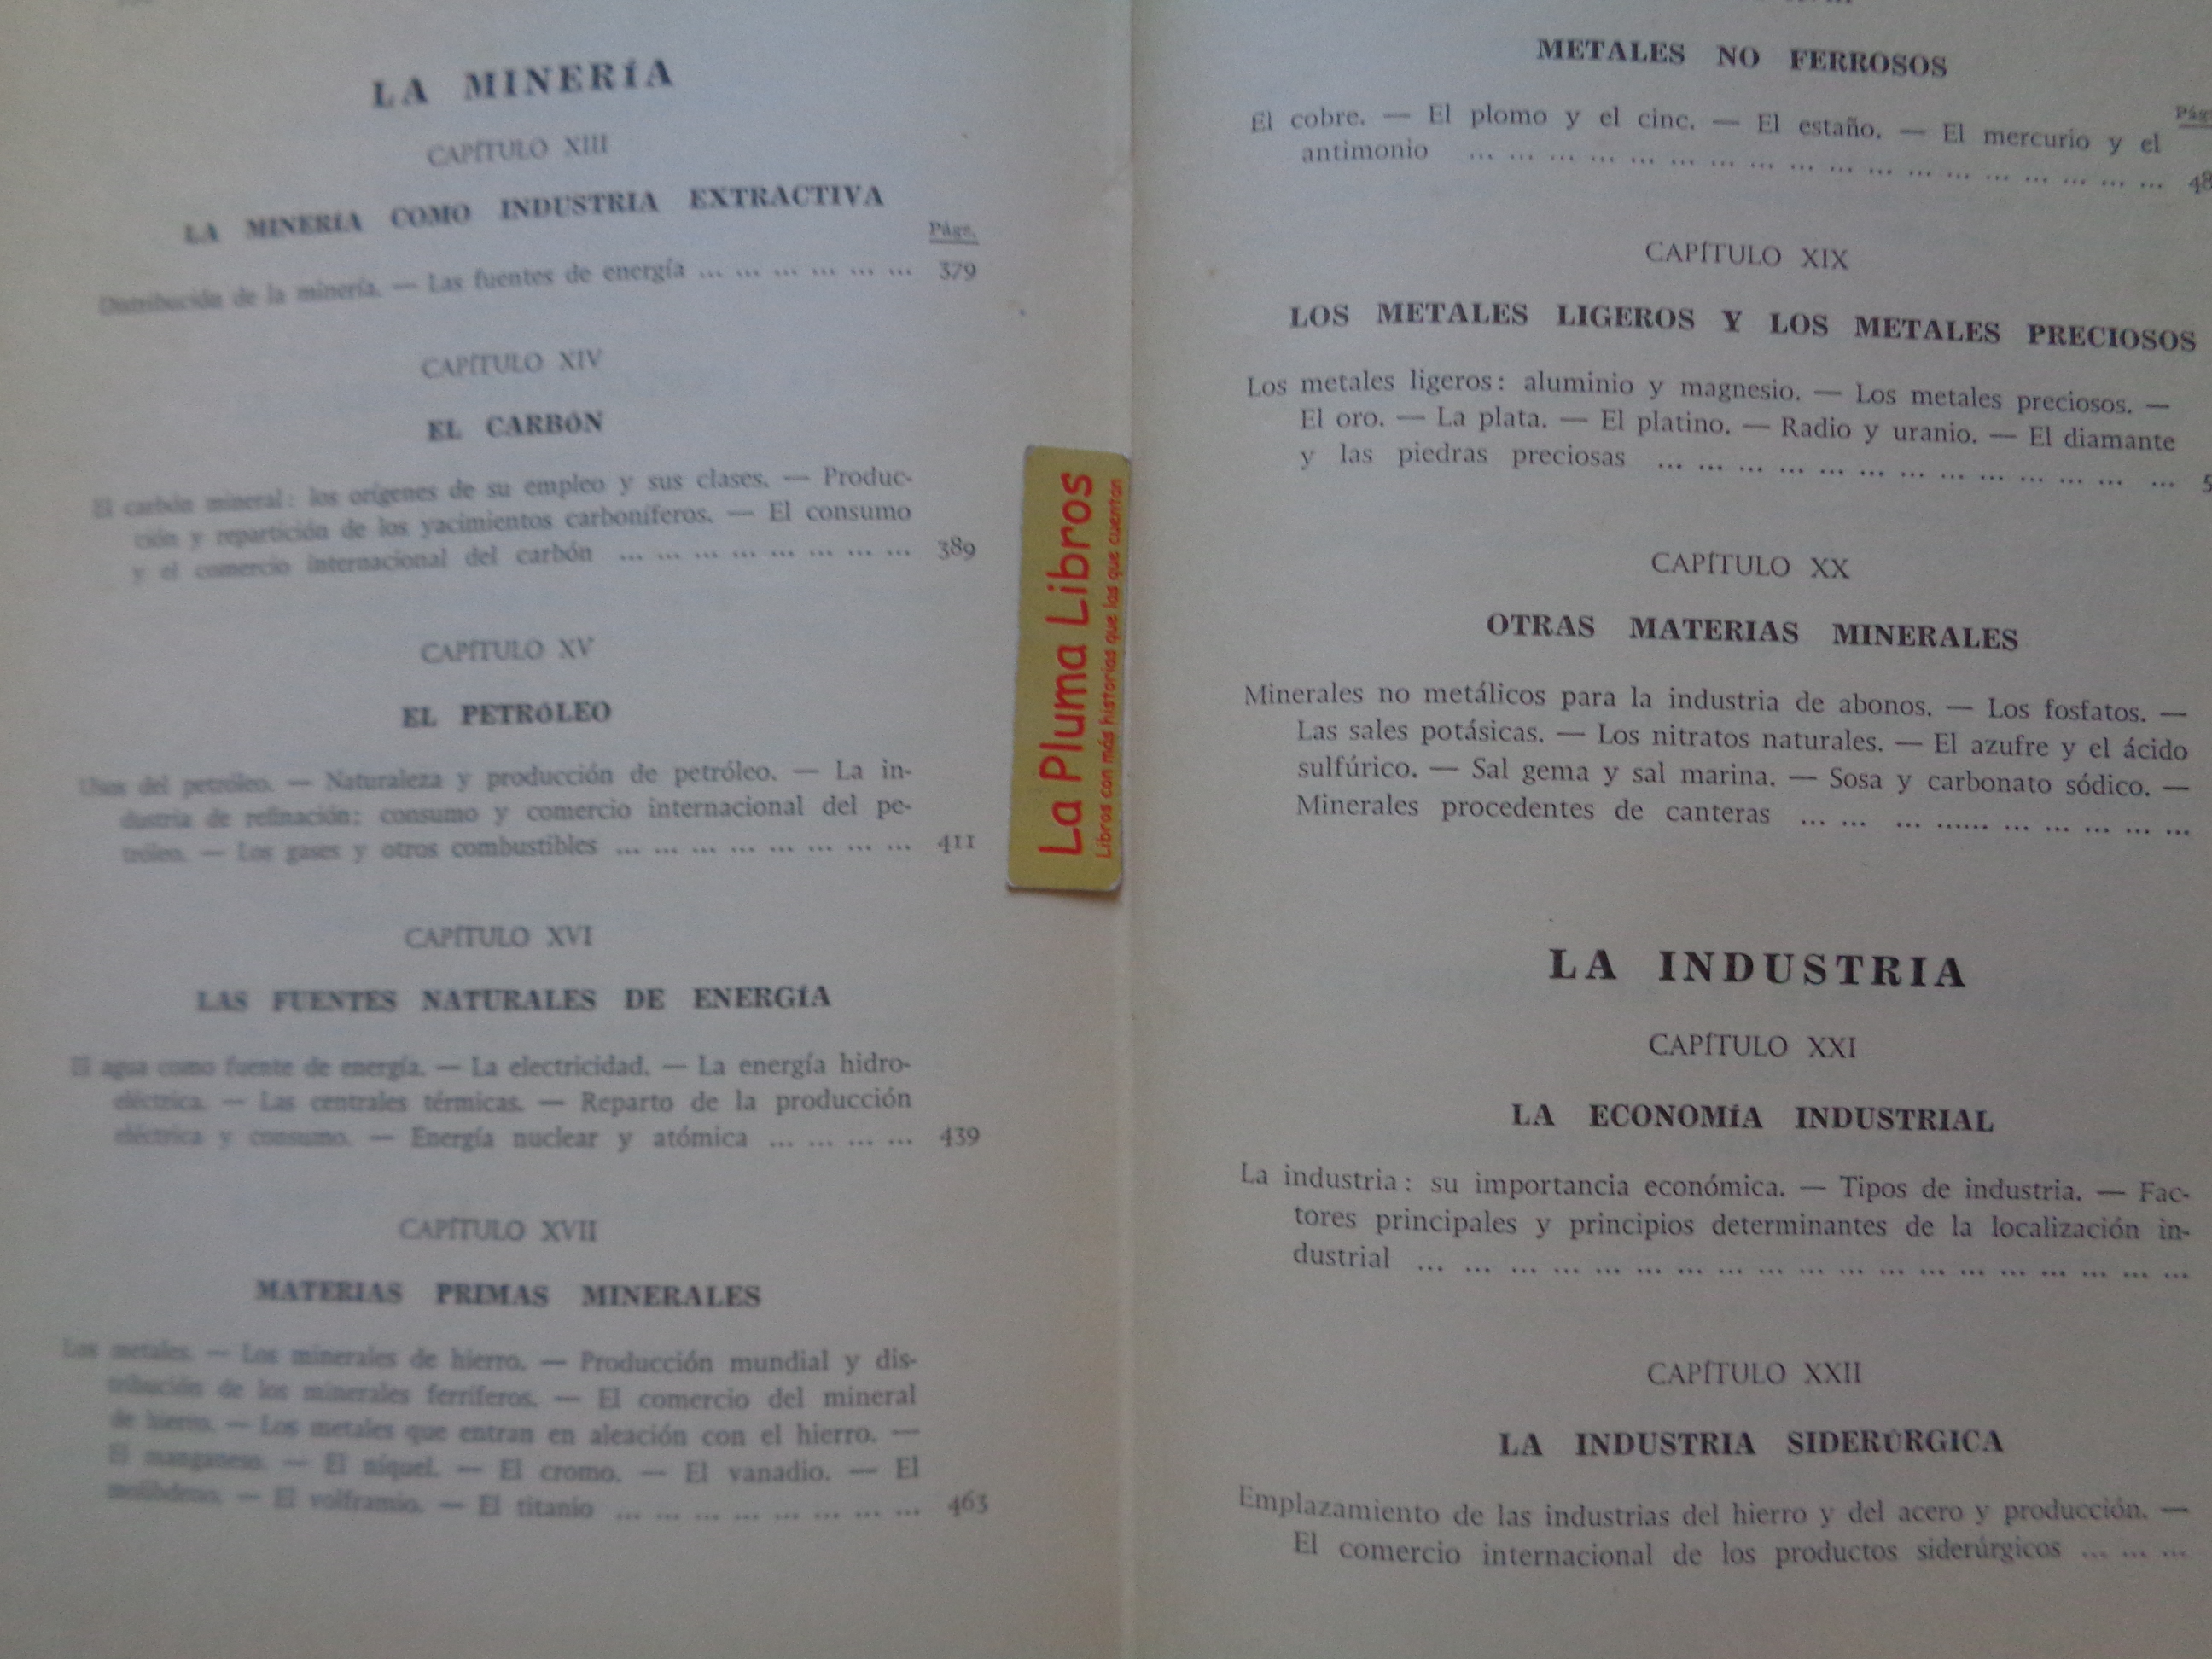 LA MINERÍA
CAPÍTULO XIII
LA MINERÍA COMO INDUSTRIA EXTRACTIVA
Págs.
Distribución de la minería. — Las fuentes de energía ... ... ... ... ... ... 379
CAPÍTULO XIV
EL CARBÓN
El carbón mineral: los orígenes de su empleo y sus clases. — Produc-
ción y repartición de los yacimientos carboníferos. — El consumo
y el comercio internacional del carbón ... ... ... ... ... ... ... ... 389
CAPÍTULO XV
EL PETRÓLEO
Usos del petróleo. — Naturaleza y producción de petróleo. — La in-
dustria de refinación: consumo y comercio internacional del pe-
tróleo. — Los gases y otros combustibles ... ... ... ... ... ... ... ... 411
CAPÍTULO XVI
LAS FUENTES NATURALES DE ENERGÍA
El agua como fuente de energía. — La electricidad. — La energía hidro-
eléctrica. — Las centrales térmicas. — Reparto de la producción
eléctrica y consumo. — Energía nuclear y atómica ... ... ... ... 439
CAPÍTULO XVII
MATERIAS PRIMAS MINERALES
Los metales. — Los minerales de hierro. — Producción mundial y dis-
tribución de los minerales ferríferos. — El comercio del mineral
de hierro. — Los metales que entran en aleación con el hierro. —
El manganeso. — El níquel. — El cromo. — El vanadio. — El
molibdeno. — El volframio. — El titanio ... ... ... ... ... ... ... ... 463
La Pluma Libros
Libros con más historias que las que cuentan
METALES NO FERROSOS
Pág
El cobre. — El plomo y el cinc. — El estaño. — El mercurio y el
antimonio ... ... ... ... ... ... ... ... ... ... ... ... ... ... ... ... ... ... 48
CAPÍTULO XIX
LOS METALES LIGEROS Y LOS METALES PRECIOSOS
Los metales ligeros: aluminio y magnesio. — Los metales preciosos. —
El oro. — La plata. — El platino. — Radio y uranio. — El diamante
y las piedras preciosas ... ... ... ... ... ... ... ... ... ... ... ... ... 5
CAPÍTULO XX
OTRAS MATERIAS MINERALES
Minerales no metálicos para la industria de abonos. — Los fosfatos. —
Las sales potásicas. — Los nitratos naturales. — El azufre y el ácido
sulfúrico. — Sal gema y sal marina. — Sosa y carbonato sódico. —
Minerales procedentes de canteras ... ... ... ...... ... ... ... ... ...
LA INDUSTRIA
CAPÍTULO XXI
LA ECONOMÍA INDUSTRIAL
La industria: su importancia económica. — Tipos de industria. — Fac-
tores principales y principios determinantes de la localización in-
dustrial ... ... ... ... ... ... ... ... ... ... ... ... ... ... ... ... ... ... ...
CAPÍTULO XXII
LA INDUSTRIA SIDERÚRGICA
Emplazamiento de las industrias del hierro y del acero y producción. —
El comercio internacional de los productos siderúrgicos ... ... ...